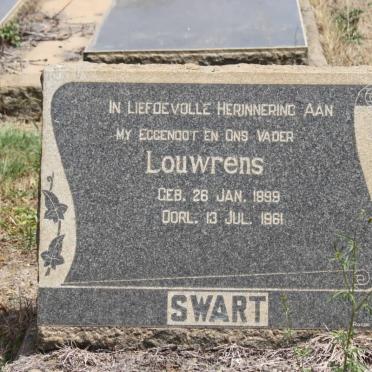 IN LIEFDEVOLLE HERINNERING AAN
MY EGGENOOT EN ONS VADER
LOUWRENS
GEB. 26 JAN. 1899
OORL. 13 JUL. 1961
SWART